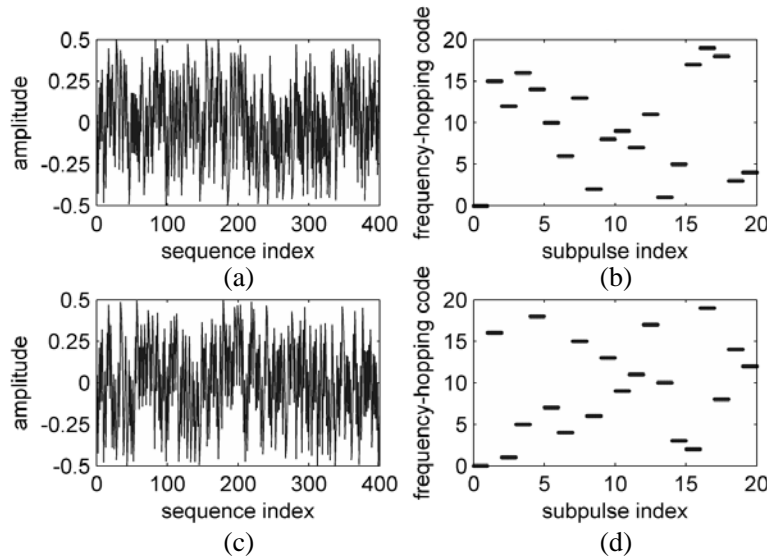 0.5
0.25
0
-0.25
-0.5
amplitude
0 100 200 300 400
sequence index
(a)
20
15
10
5
0
frequency-hopping code
0 5 10 15 20
subpulse index
(b)
0.5
0.25
0
-0.25
-0.5
amplitude
0 100 200 300 400
sequence index
(c)
20
15
10
5
0
frequency-hopping code
0 5 10 15 20
subpulse index
(d)